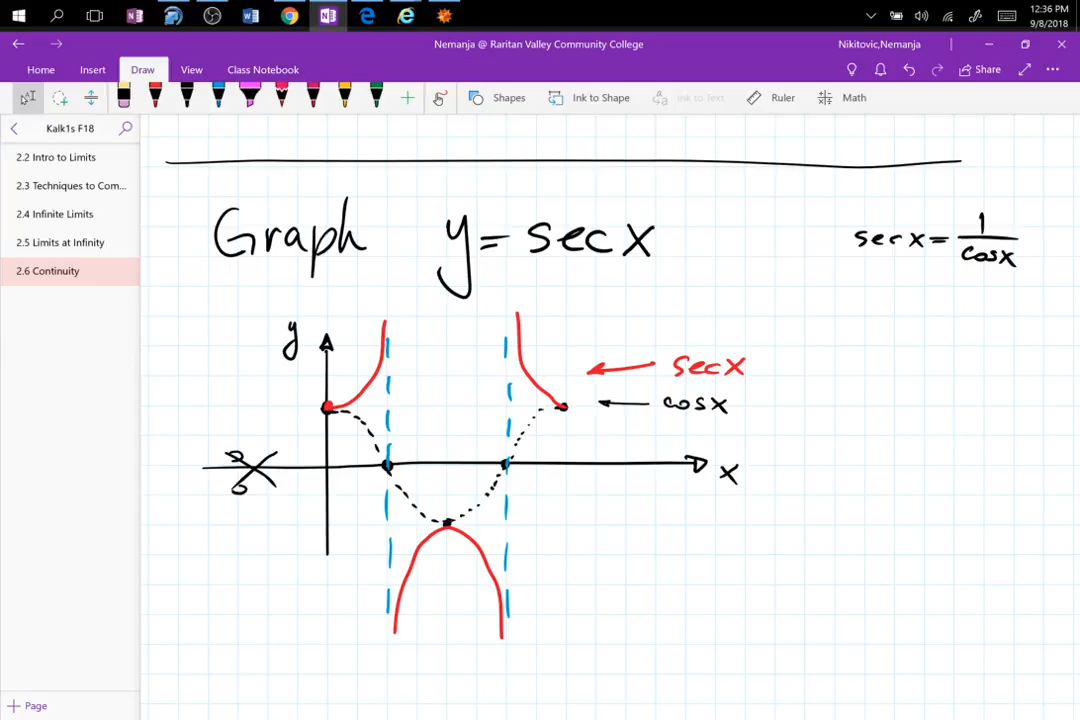 12:36 PM
9/8/2018
Nemanja @ Raritan Valley Community College
Nikitovic,Nemanja
Home Insert Draw View Class Notebook
Share
Shapes Ink to Shape Ink to Text Ruler Math
Kalk1s F18
2.2 Intro to Limits
2.3 Techniques to Com...
2.4 Infinite Limits
2.5 Limits at Infinity
2.6 Continuity
Page
Graph y = sec x
sec x = 1/cos x
y
sec x
cos x
x